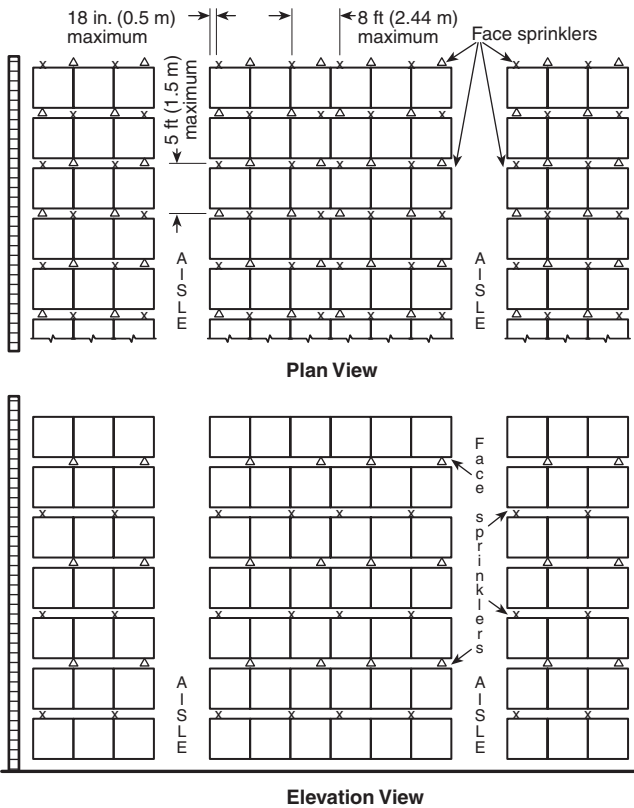 18 in. (0.5 m)
maximum
8 ft (2.44 m)
maximum
Face sprinklers
5 ft (1.5 m)
maximum
x △ x △ x △ x △ x △ x △ x △ x △
△ x △ x △ x △ x △ x △ x △ x △ x
x △ x △ x △ x △ x △ x △ x △ x △
△ x △ x △ x △ x △ x △ x △ x △ x
x △ x △ x △ x △ x △ x △ x △ x △
△ x △ x △ x △ x △ x △ x △ x △ x
AISLE
AISLE
Plan View
Face sprinklers
x x x x x x x x
x x x x x x x x
x x x x x x x x
AISLE
AISLE
Elevation View